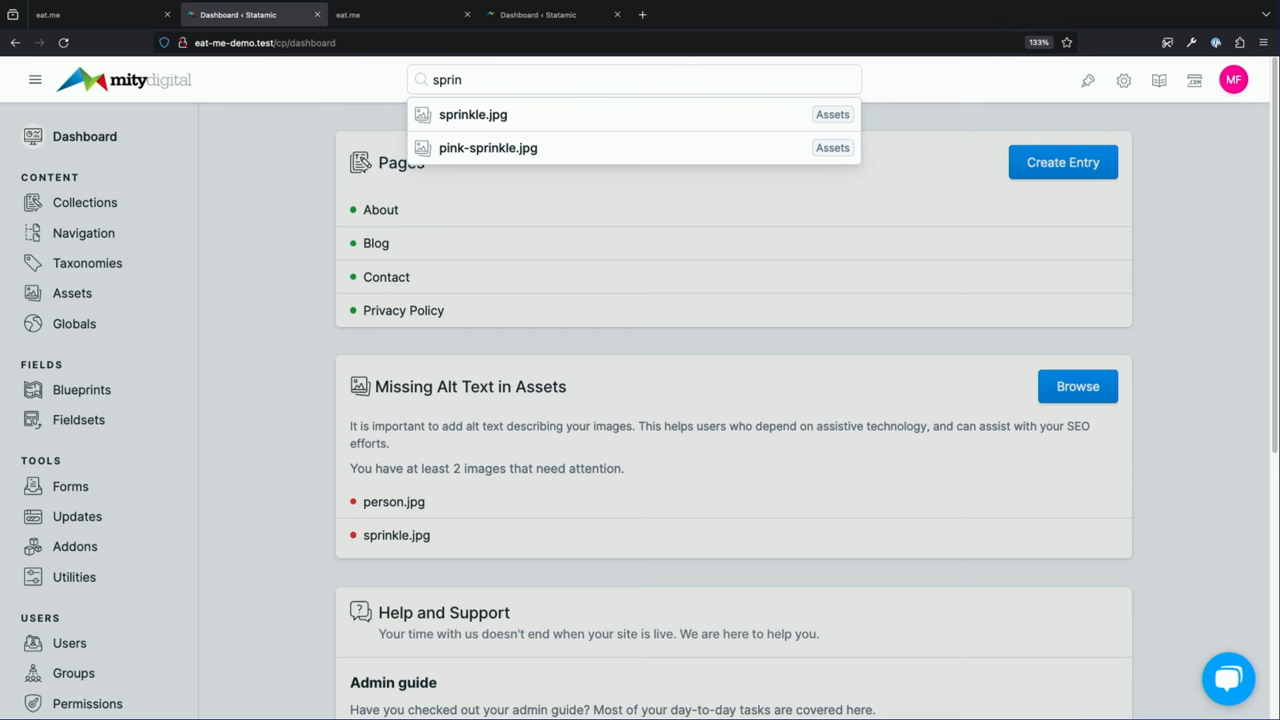 eat.me
Dashboard ‹ Statamic
eat.me
Dashboard ‹ Statamic
eat-me-demo.test/cp/dashboard
133%
mitydigital
sprin
MF
sprinkle.jpg
Assets
pink-sprinkle.jpg
Assets
Dashboard
CONTENT
Collections
Navigation
Taxonomies
Assets
Globals
FIELDS
Blueprints
Fieldsets
TOOLS
Forms
Updates
Addons
Utilities
USERS
Users
Groups
Permissions
Pages
Create Entry
About
Blog
Contact
Privacy Policy
Missing Alt Text in Assets
Browse
It is important to add alt text describing your images. This helps users who depend on assistive technology, and can assist with your SEO
efforts.
You have at least 2 images that need attention.
person.jpg
sprinkle.jpg
Help and Support
Your time with us doesn't end when your site is live. We are here to help you.
Admin guide
Have you checked out your admin guide? Most of your day-to-day tasks are covered here.